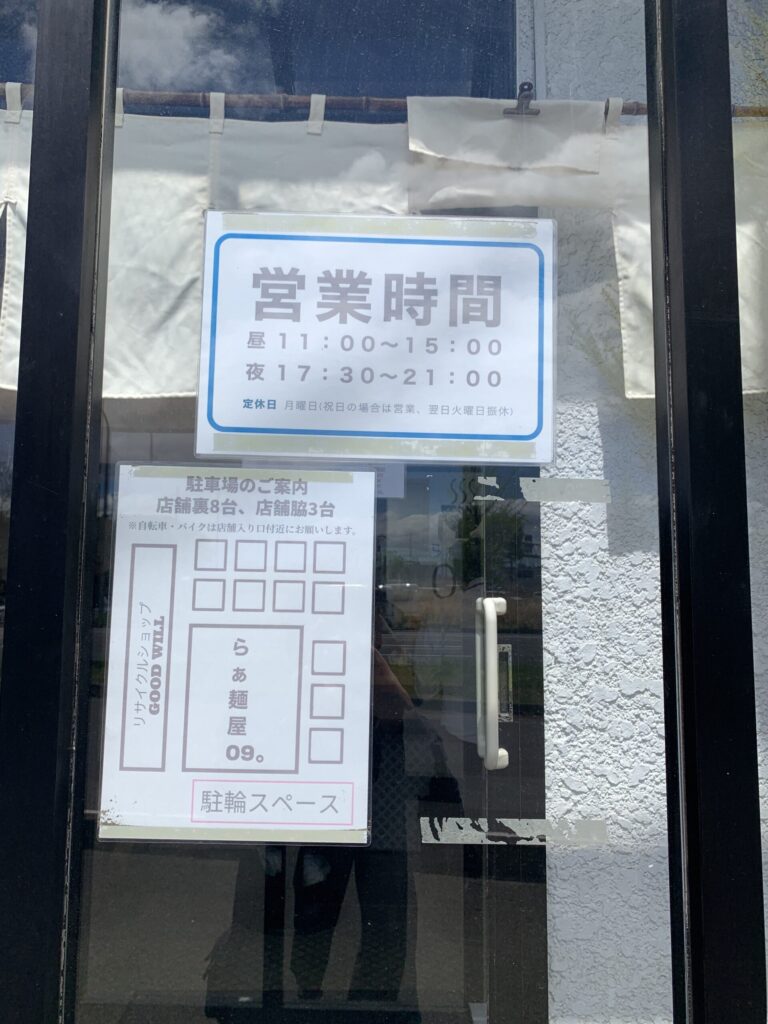 営業時間
昼 11：00〜15：00
夜 17：30〜21：00
定休日 月曜日(祝日の場合は営業、翌日火曜日振休)
駐車場のご案内
店舗裏8台、店舗脇3台
※自転車・バイクは店舗入り口付近にお願いします。
リサイクルショップ
GOOD WILL
らぁ麺屋
09。
駐輪スペース